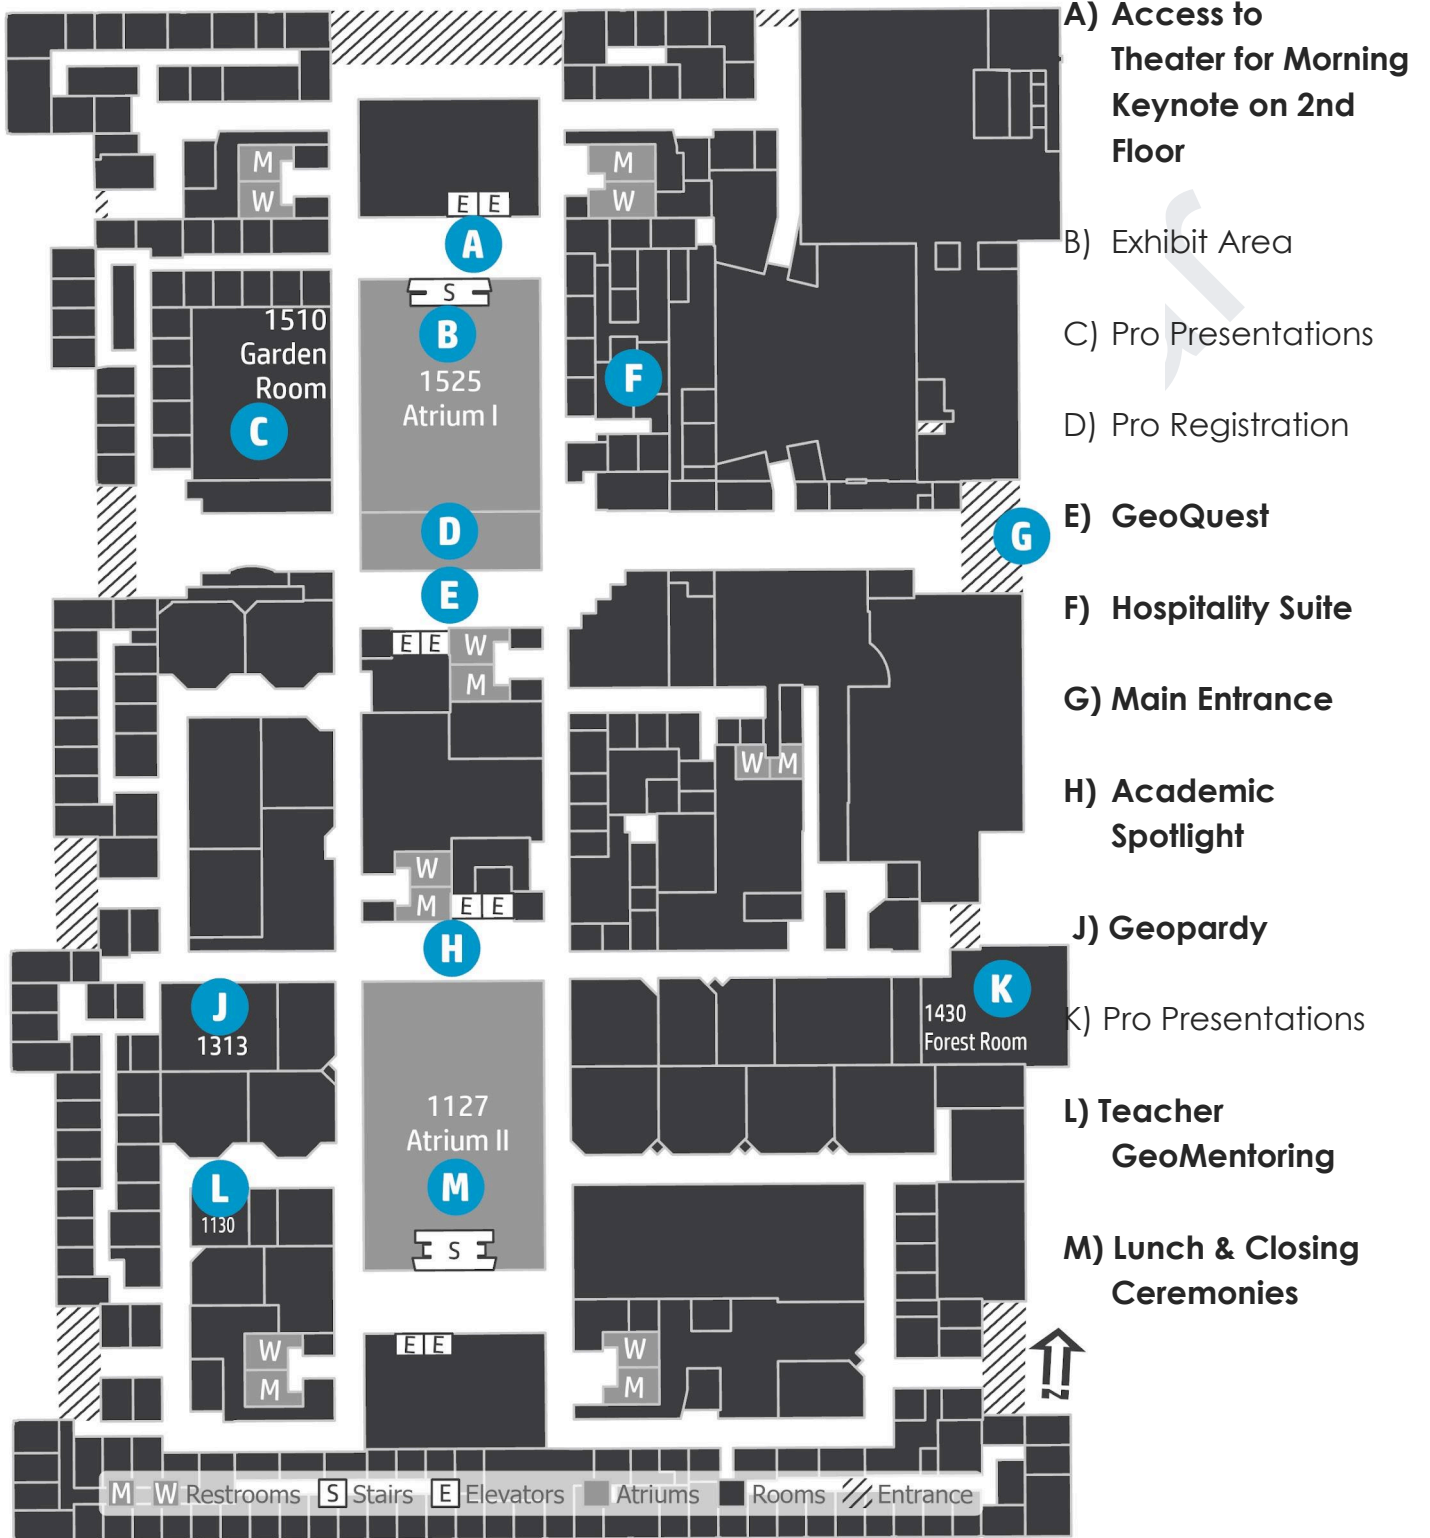 A) Access to
Theater for Morning
Keynote on 2nd
Floor
B) Exhibit Area
C) Pro Presentations
D) Pro Registration
E) GeoQuest
F) Hospitality Suite
G) Main Entrance
H) Academic
Spotlight
J) Geopardy
K) Pro Presentations
L) Teacher
GeoMentoring
M) Lunch & Closing
Ceremonies
M
W
M
W
E E
A
S
B
1510
Garden
Room
C
1525
Atrium I
F
D
G
E
E E W
M
W M
W
M E E
H
J
1313
K
1430
Forest Room
1127
Atrium II
M
L
1130
S
W
M
E E
W
M
N
M W Restrooms S Stairs E Elevators Atriums Rooms Entrance